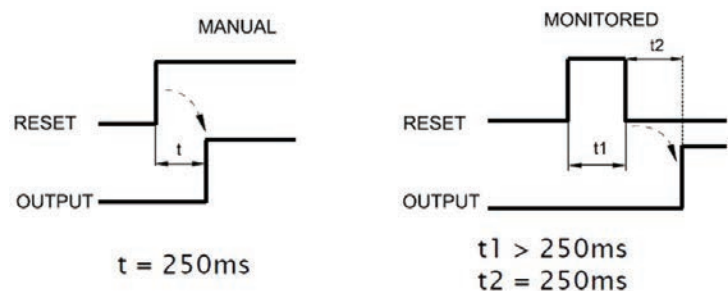 MANUAL
RESET
t
OUTPUT
t = 250ms
MONITORED
t2
RESET
t1
OUTPUT
t1 > 250ms
t2 = 250ms